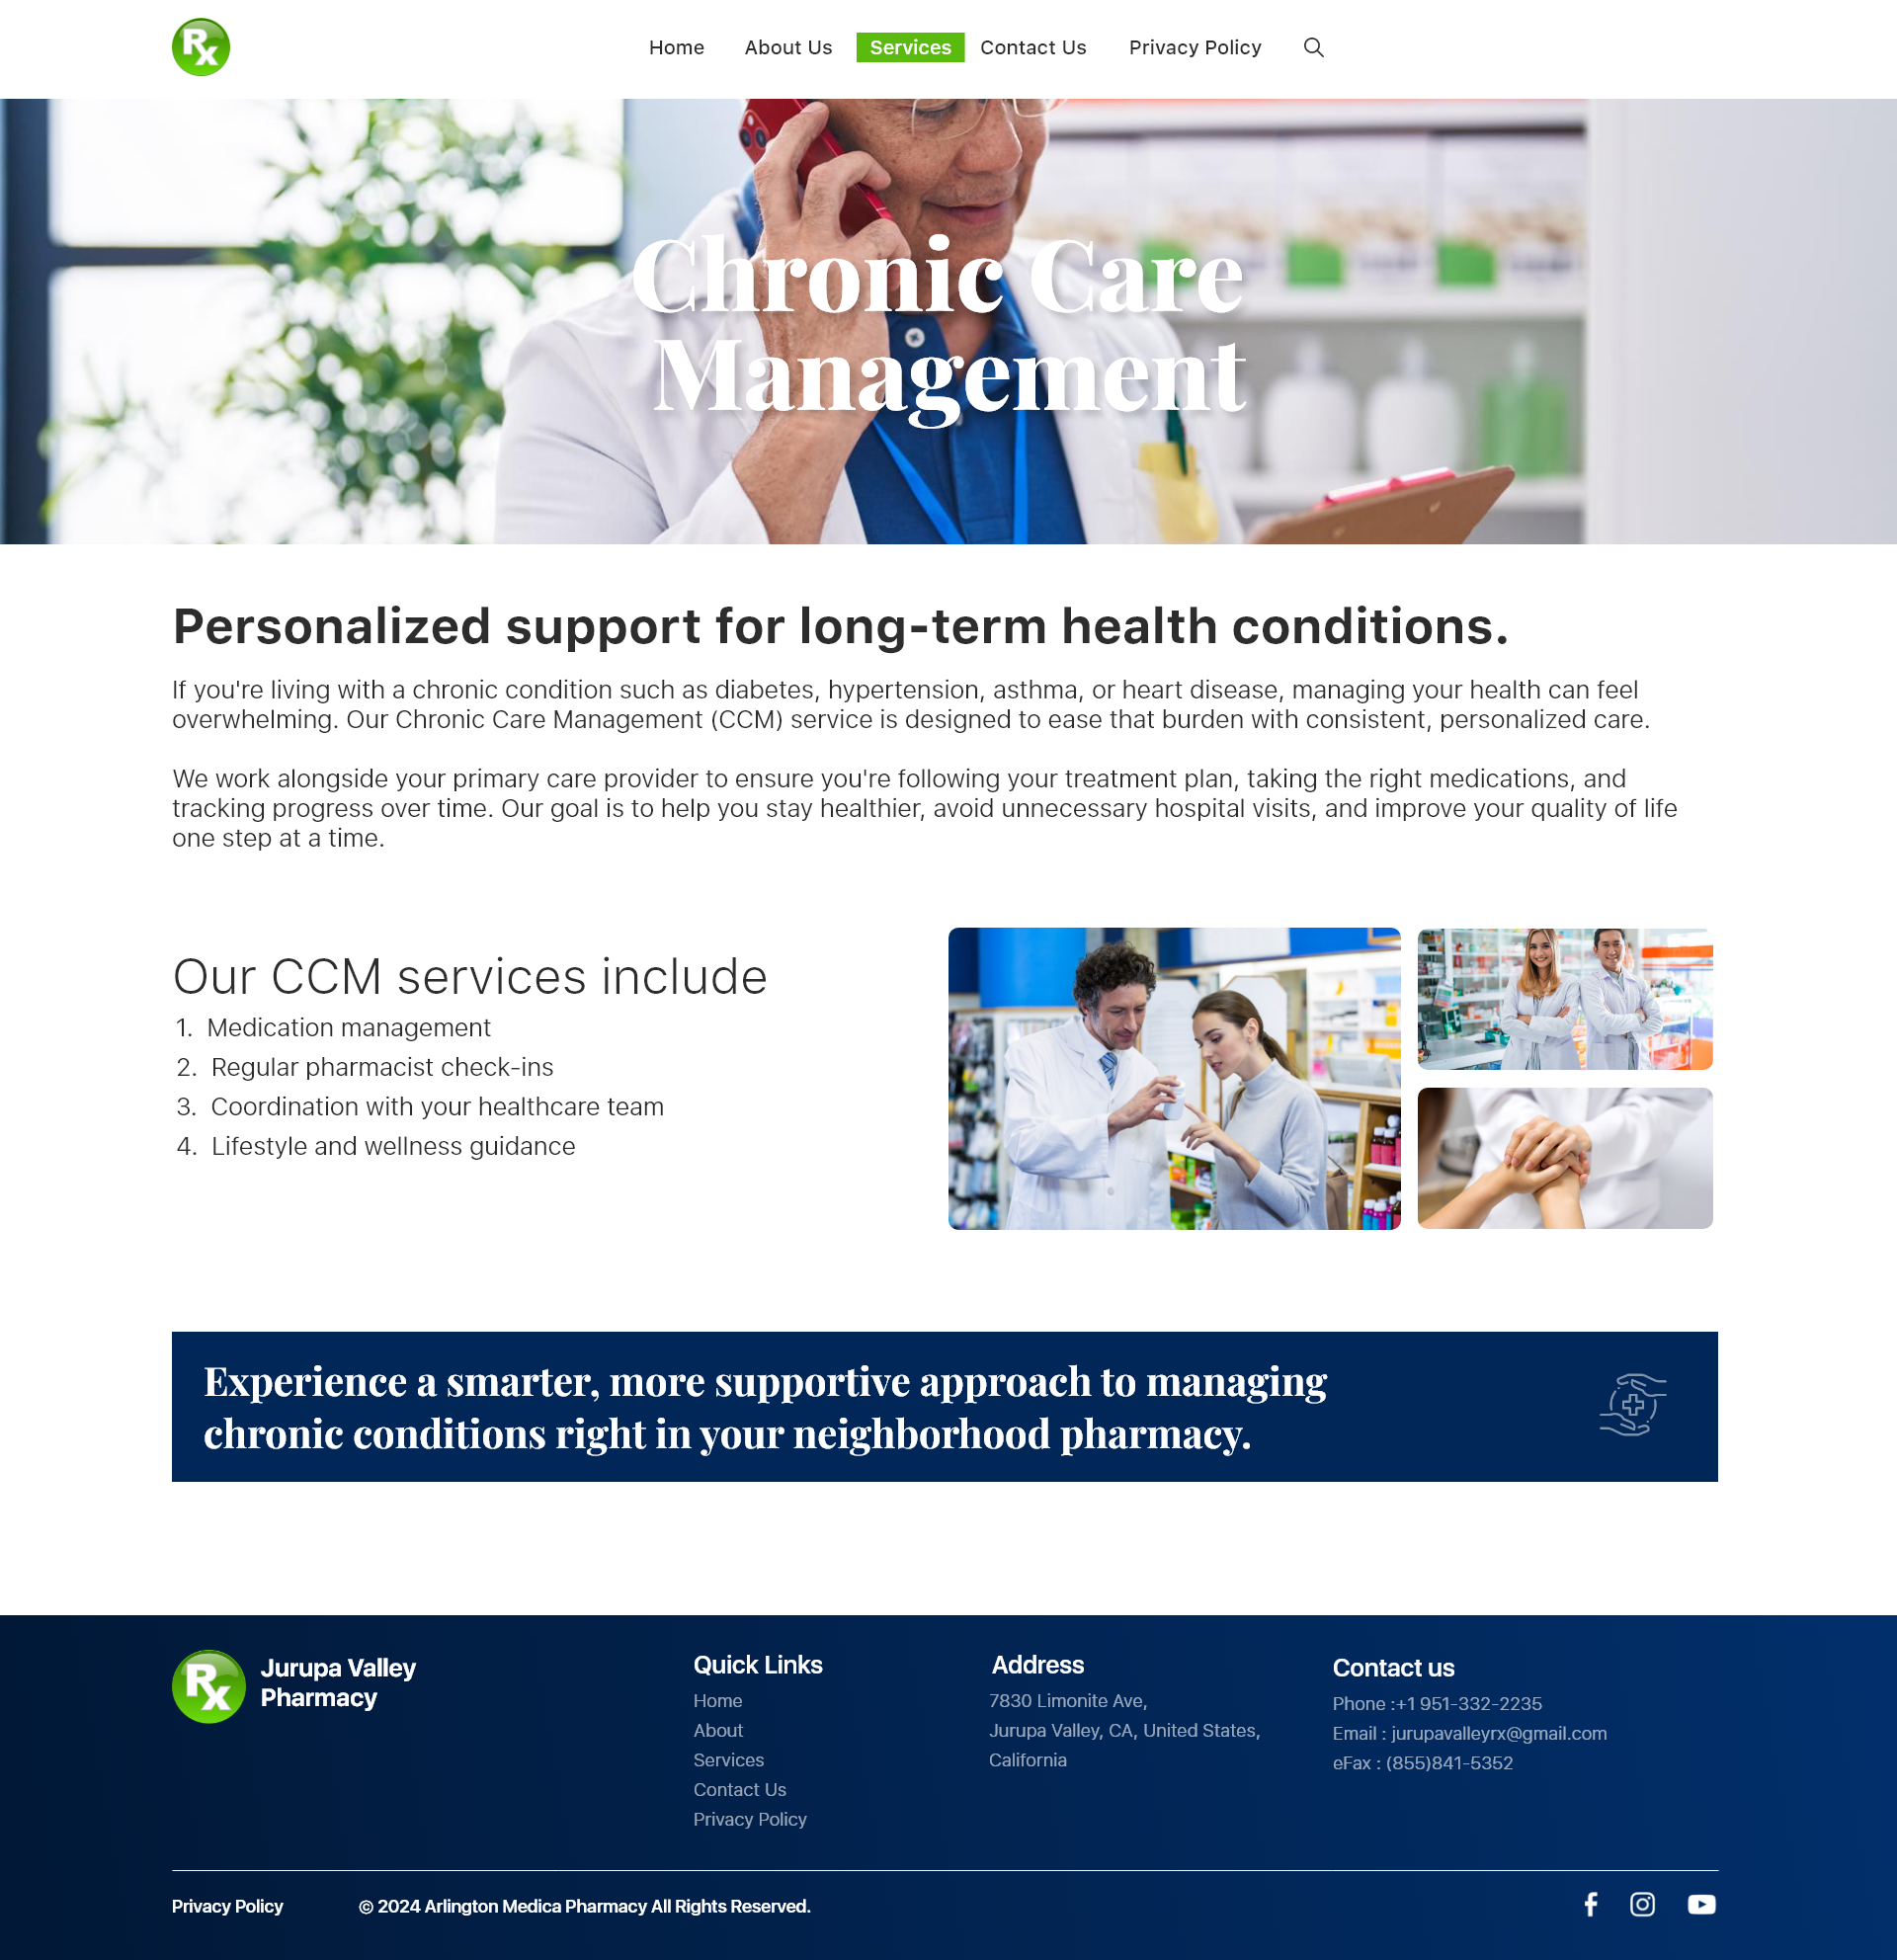 Rx
Home About Us Services Contact Us Privacy Policy
Chronic Care
Management
Personalized support for long-term health conditions.
If you're living with a chronic condition such as diabetes, hypertension, asthma, or heart disease, managing your health can feel
overwhelming. Our Chronic Care Management (CCM) service is designed to ease that burden with consistent, personalized care.
We work alongside your primary care provider to ensure you're following your treatment plan, taking the right medications, and
tracking progress over time. Our goal is to help you stay healthier, avoid unnecessary hospital visits, and improve your quality of life
one step at a time.
Our CCM services include
1. Medication management
2. Regular pharmacist check-ins
3. Coordination with your healthcare team
4. Lifestyle and wellness guidance
Experience a smarter, more supportive approach to managing
chronic conditions right in your neighborhood pharmacy.
Rx
Jurupa Valley
Pharmacy
Quick Links
Home
About
Services
Contact Us
Privacy Policy
Address
7830 Limonite Ave,
Jurupa Valley, CA, United States,
California
Contact us
Phone :+1 951-332-2235
Email : jurupavalleyrx@gmail.com
eFax : (855)841-5352
Privacy Policy
© 2024 Arlington Medica Pharmacy All Rights Reserved.